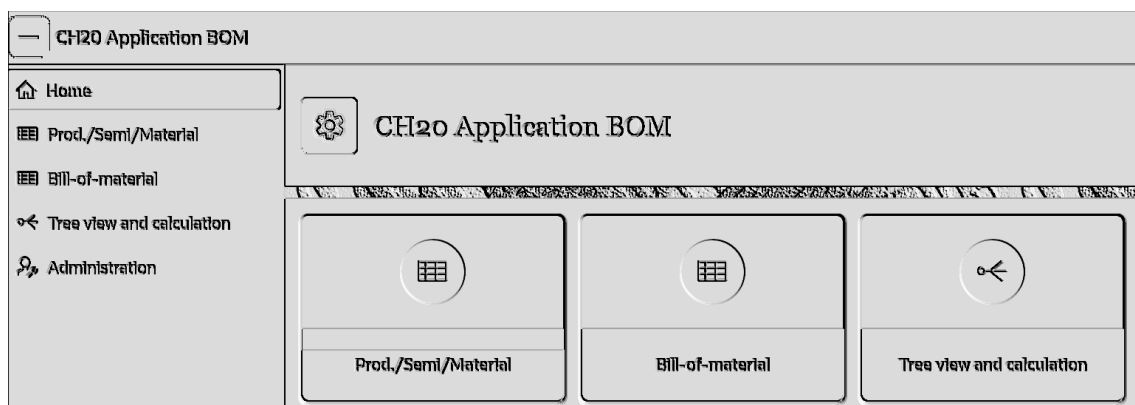 CH20 Application BOM
Home
Prod./Semi/Material
Bill-of-material
Tree view and calculation
Administration
CH20 Application BOM
Prod./Semi/Material
Bill-of-material
Tree view and calculation